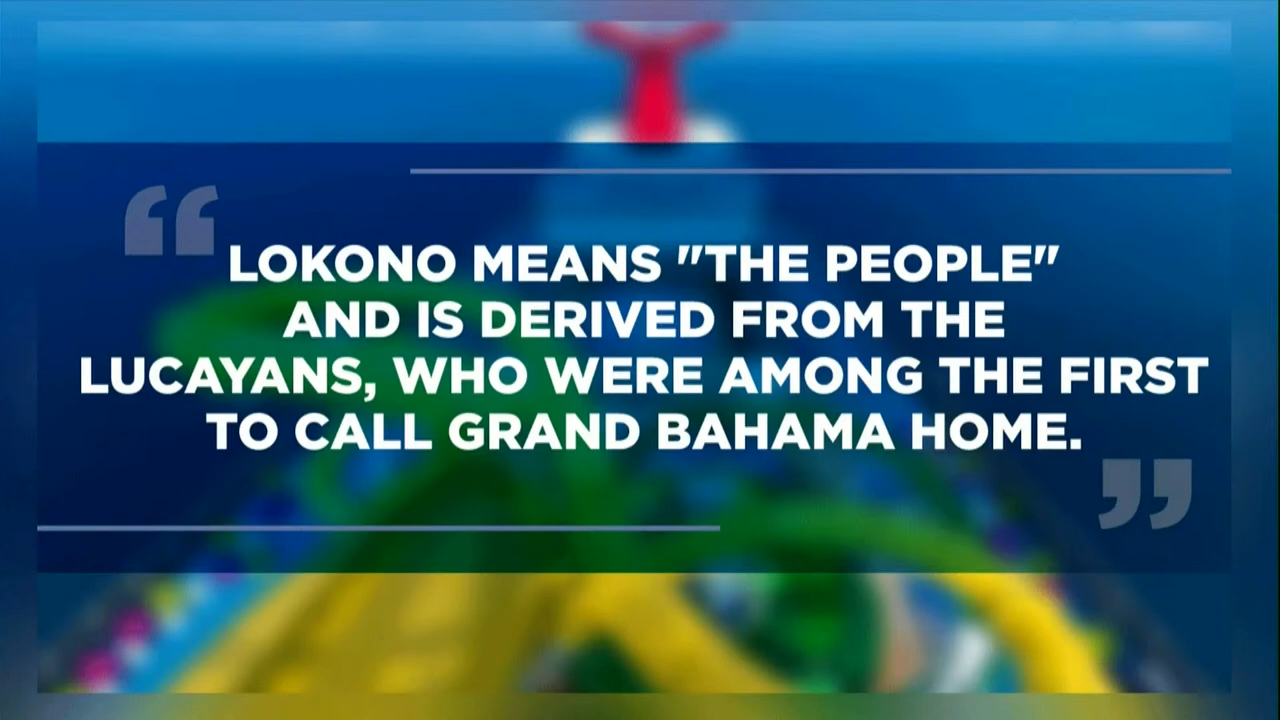 “
LOKONO MEANS "THE PEOPLE"
AND IS DERIVED FROM THE
LUCAYANS, WHO WERE AMONG THE FIRST
TO CALL GRAND BAHAMA HOME.
”